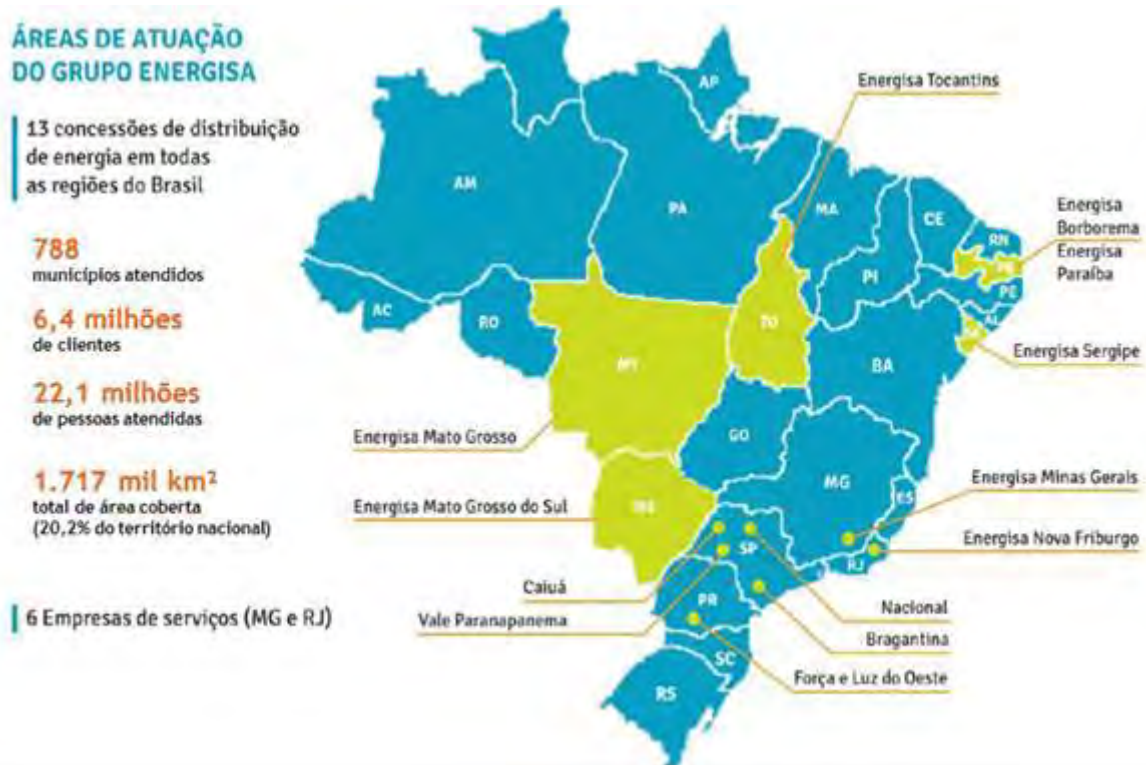 ÁREAS DE ATUAÇÃO
DO GRUPO ENERGISA
13 concessões de distribuição
de energia em todas
as regiões do Brasil
788
municípios atendidos
6,4 milhões
de clientes
22,1 milhões
de pessoas atendidas
1.717 mil km²
total de área coberta
(20,2% do território nacional)
6 Empresas de serviços (MG e RJ)
AP
Energisa Tocantins
AM
PA
MA
CE
RN
Energisa
Borborema
Energisa
Paraíba
PB
PI
PE
AC
RO
TO
AL
SE
Energisa Sergipe
MT
BA
Energisa Mato Grosso
GO
MG
ES
Energisa Minas Gerais
Energisa Mato Grosso do Sul
MS
Energisa Nova Friburgo
SP
RJ
Caiuá
Nacional
Vale Paranapanema
PR
Bragantina
SC
Força e Luz do Oeste
RS